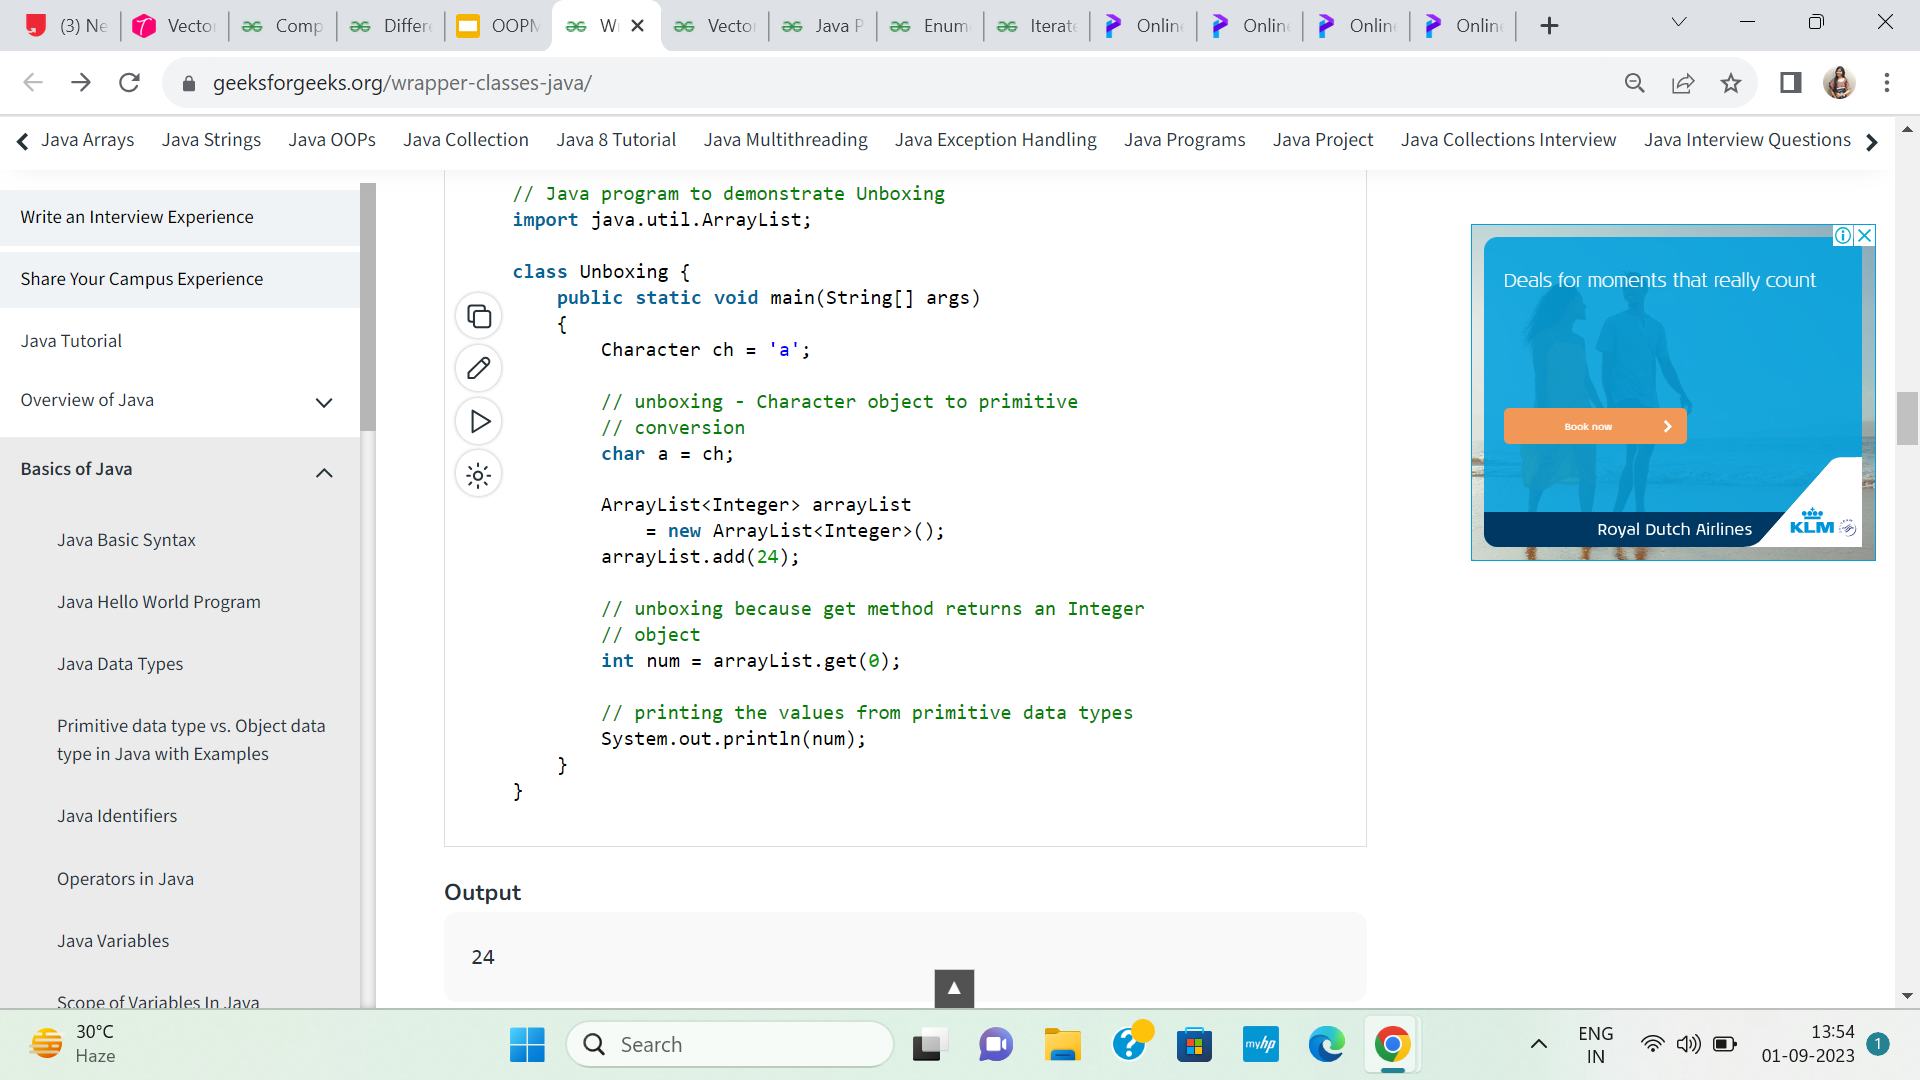 (3) Ne
Vecto
Comp
Differe
OOPM
W
Vecto
Java P
Enum
Iterate
Online
Online
Online
Online
geeksforgeeks.org/wrapper-classes-java/
Java Arrays
Java Strings
Java OOPs
Java Collection
Java 8 Tutorial
Java Multithreading
Java Exception Handling
Java Programs
Java Project
Java Collections Interview
Java Interview Questions
Write an Interview Experience
Share Your Campus Experience
Java Tutorial
Overview of Java
Basics of Java
Java Basic Syntax
Java Hello World Program
Java Data Types
Primitive data type vs. Object data
type in Java with Examples
Java Identifiers
Operators in Java
Java Variables
Scope of Variables In Java
// Java program to demonstrate Unboxing
import java.util.ArrayList;
class Unboxing {
public static void main(String[] args)
{
Character ch = 'a';
// unboxing - Character object to primitive
// conversion
char a = ch;
ArrayList<Integer> arrayList
= new ArrayList<Integer>();
arrayList.add(24);
// unboxing because get method returns an Integer
// object
int num = arrayList.get(0);
// printing the values from primitive data types
System.out.println(num);
}
}
Output
24
Deals for moments that really count
Book now
Royal Dutch Airlines
KLM
30°C
Haze
Search
myhp
ENG
IN
13:54
01-09-2023
1